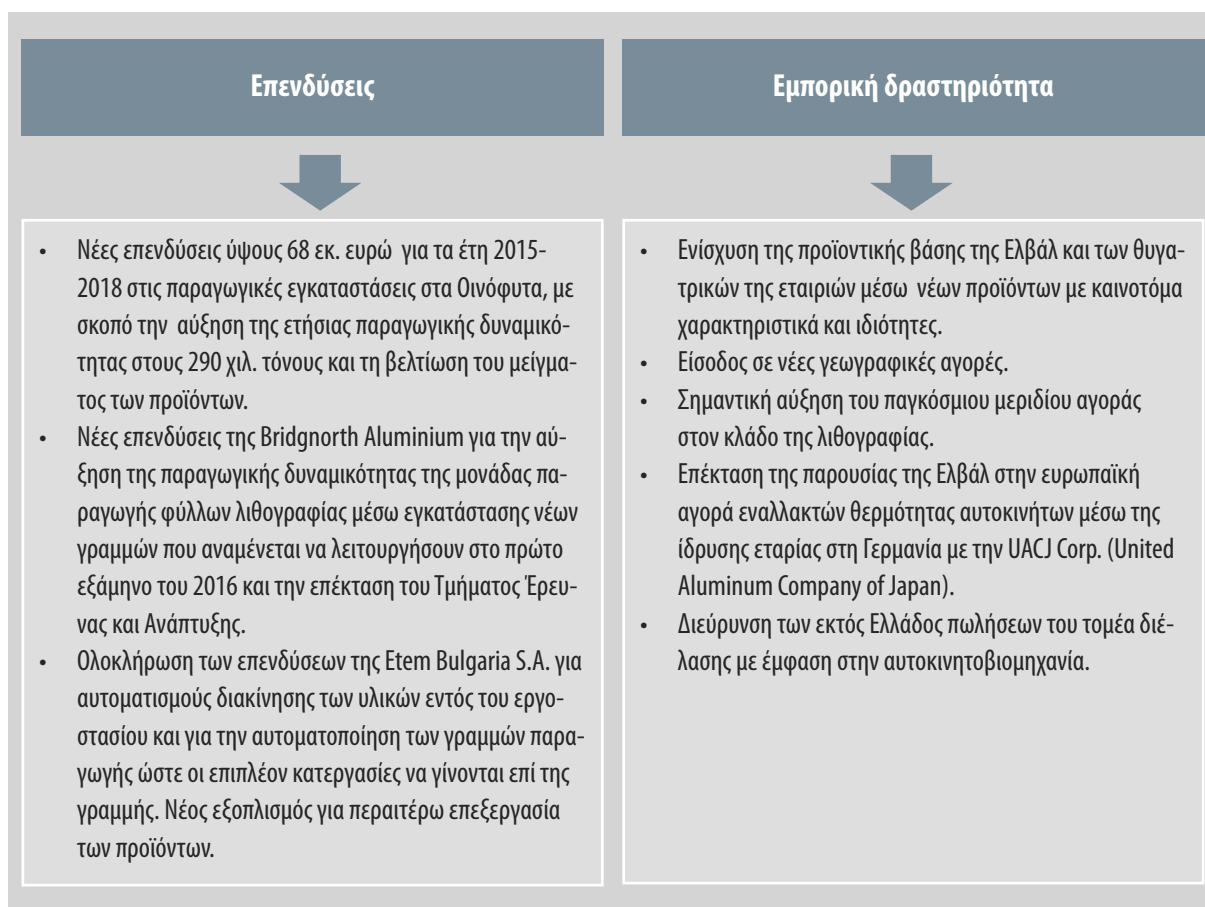 Επενδύσεις
• Νέες επενδύσεις ύψους 68 εκ. ευρώ για τα έτη 2015-
2018 στις παραγωγικές εγκαταστάσεις στα Οινόφυτα, με
σκοπό την αύξηση της ετήσιας παραγωγικής δυναμικό-
τητας στους 290 χιλ. τόνους και τη βελτίωση του μείγμα-
τος των προϊόντων.
• Νέες επενδύσεις της Bridgnorth Aluminium για την αύ-
ξηση της παραγωγικής δυναμικότητας της μονάδας πα-
ραγωγής φύλλων λιθογραφίας μέσω εγκατάστασης νέων
γραμμών που αναμένεται να λειτουργήσουν στο πρώτο
εξάμηνο του 2016 και την επέκταση του Τμήματος Έρευ-
νας και Ανάπτυξης.
• Ολοκλήρωση των επενδύσεων της Etem Bulgaria S.A. για
αυτοματισμούς διακίνησης των υλικών εντός του εργο-
στασίου και για την αυτοματοποίηση των γραμμών παρα-
γωγής ώστε οι επιπλέον κατεργασίες να γίνονται επί της
γραμμής. Νέος εξοπλισμός για περαιτέρω επεξεργασία
των προϊόντων.
Εμπορική δραστηριότητα
• Ενίσχυση της προϊοντικής βάσης της Ελβάλ και των θυγα-
τρικών της εταιριών μέσω νέων προϊόντων με καινοτόμα
χαρακτηριστικά και ιδιότητες.
• Είσοδος σε νέες γεωγραφικές αγορές.
• Σημαντική αύξηση του παγκόσμιου μεριδίου αγοράς
στον κλάδο της λιθογραφίας.
• Επέκταση της παρουσίας της Ελβάλ στην ευρωπαϊκή
αγορά εναλλακτών θερμότητας αυτοκινήτων μέσω της
ίδρυσης εταρίας στη Γερμανία με την UACJ Corp. (United
Aluminum Company of Japan).
• Διεύρυνση των εκτός Ελλάδος πωλήσεων του τομέα διέ-
λασης με έμφαση στην αυτοκινητοβιομηχανία.